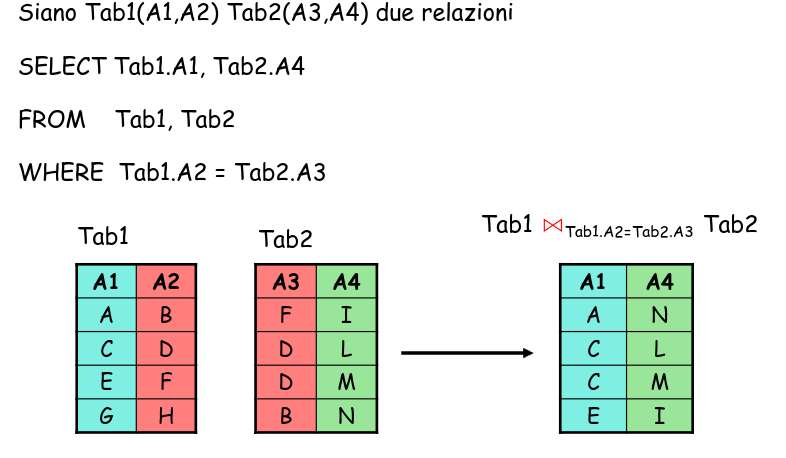 Siano Tab1(A1,A2) Tab2(A3,A4) due relazioni
SELECT Tab1.A1, Tab2.A4
FROM Tab1, Tab2
WHERE Tab1.A2 = Tab2.A3
Tab1 ⋈ Tab1.A2=Tab2.A3 Tab2
Tab1
A1 A2
A B
C D
E F
G H
Tab2
A3 A4
F I
D L
D M
B N
A1 A4
A N
C L
C M
E I